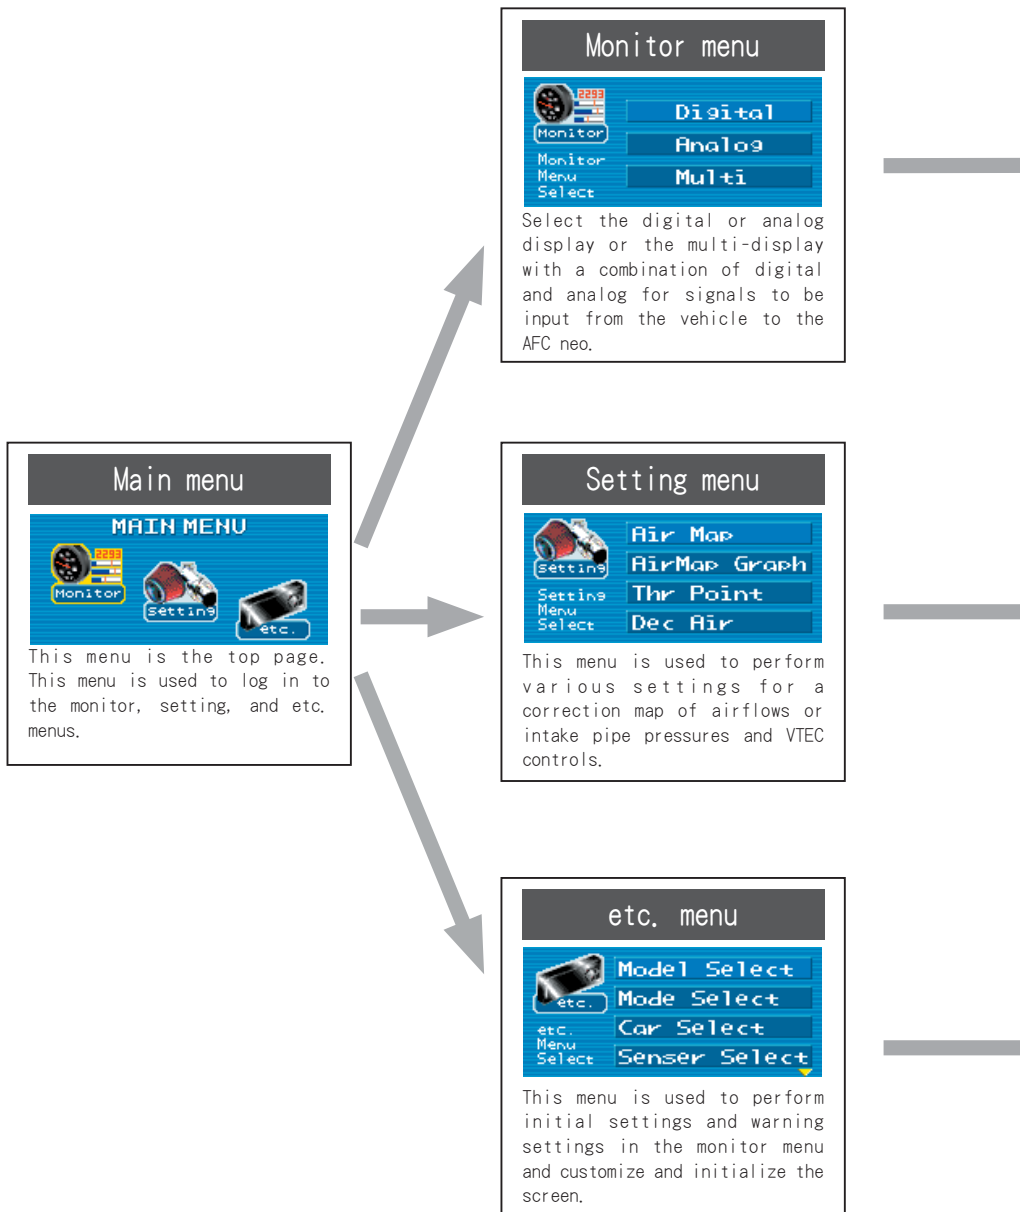 Monitor menu
2293
Monitor
Monitor
Menu
Select
Digital
Analog
Multi
Select the digital or analog
display or the multi-display
with a combination of digital
and analog for signals to be
input from the vehicle to the
AFC neo.
Main menu
MAIN MENU
2293
Monitor
Setting
etc.
This menu is the top page.
This menu is used to log in to
the monitor, setting, and etc.
menus.
Setting menu
Setting
Setting
Menu
Select
Air Map
AirMap Graph
Thr Point
Dec Air
This menu is used to perform
various settings for a
correction map of airflows or
intake pipe pressures and VTEC
controls.
etc. menu
etc.
etc.
Menu
Select
Model Select
Mode Select
Car Select
Senser Select
This menu is used to perform
initial settings and warning
settings in the monitor menu
and customize and initialize the
screen.